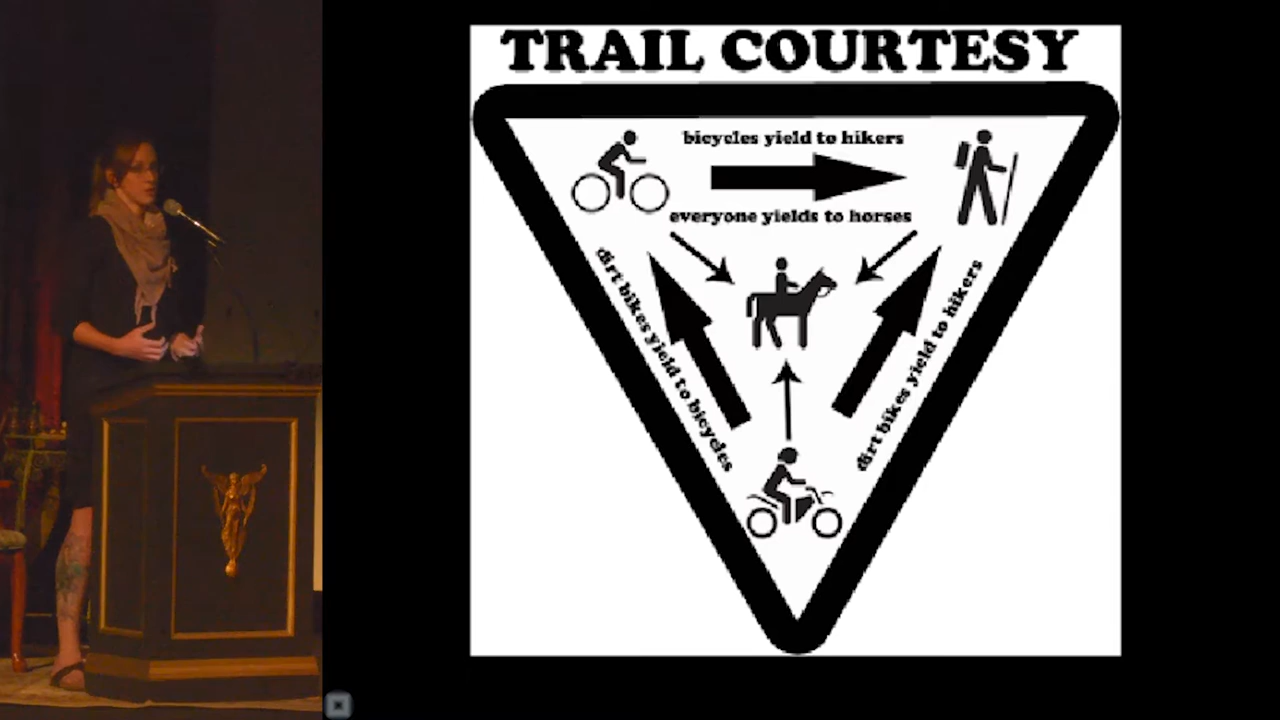 TRAIL COURTESY
bicycles yield to hikers
everyone yields to horses
dirt bikes yield to bicycles
dirt bikes yield to hikers